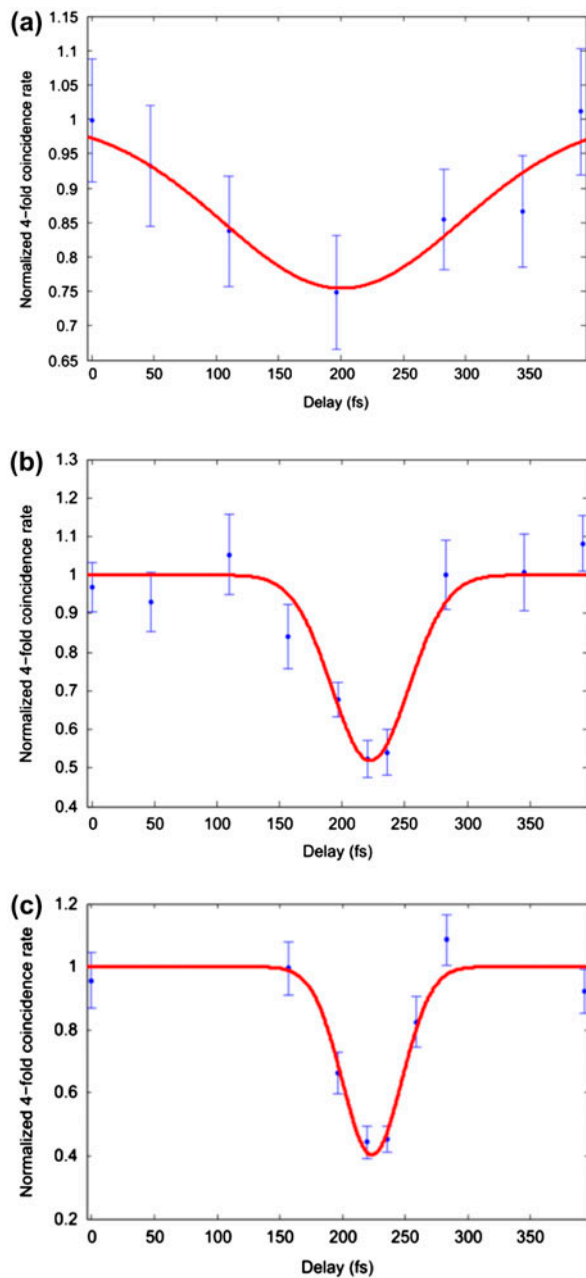 (a)
Normalized 4-fold coincidence rate
1.15
1.1
1.05
1
0.95
0.9
0.85
0.8
0.75
0.7
0.65
0 50 100 150 200 250 300 350
Delay (fs)
(b)
Normalized 4-fold coincidence rate
1.3
1.2
1.1
1
0.9
0.8
0.7
0.6
0.5
0.4
0 50 100 150 200 250 300 350
Delay (fs)
(c)
Normalized 4-fold coincidence rate
1.2
1
0.8
0.6
0.4
0.2
0 50 100 150 200 250 300 350
Delay (fs)